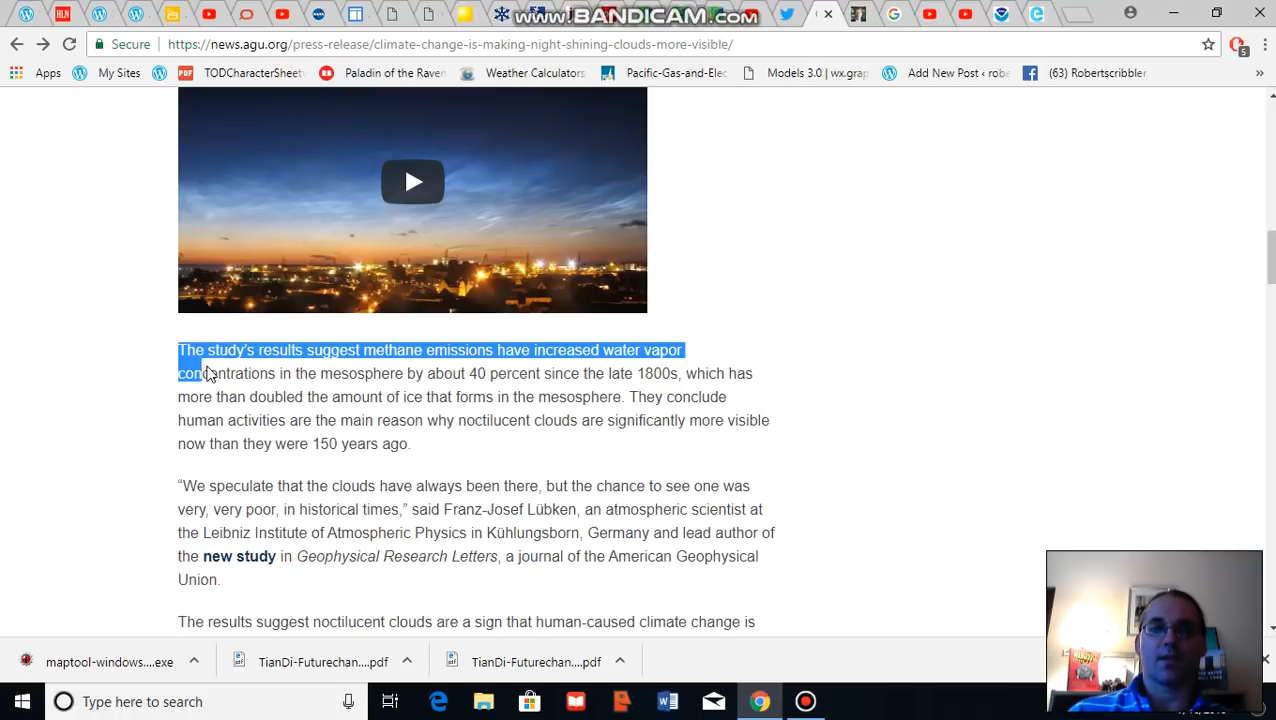 www.BANDICAM.com
Secure
https://news.agu.org/press-release/climate-change-is-making-night-shining-clouds-more-visible/
5
Apps
My Sites
PDF
TODCharacterSheet
Paladin of the Raven
Weather Calculators
Pacific-Gas-and-Elec
Models 3.0 | wx.grap
Add New Post ‹ robe
(63) Robertscribbler
»
The study's results suggest methane emissions have increased water vapor
concentrations in the mesosphere by about 40 percent since the late 1800s, which has
more than doubled the amount of ice that forms in the mesosphere. They conclude
human activities are the main reason why noctilucent clouds are significantly more visible
now than they were 150 years ago.
“We speculate that the clouds have always been there, but the chance to see one was
very, very poor, in historical times,” said Franz-Josef Lübken, an atmospheric scientist at
the Leibniz Institute of Atmospheric Physics in Kühlungsborn, Germany and lead author of
the new study in Geophysical Research Letters, a journal of the American Geophysical
Union.
The results suggest noctilucent clouds are a sign that human-caused climate change is
maptool-windows....exe
TianDi-Futurechan....pdf
TianDi-Futurechan....pdf
Type here to search